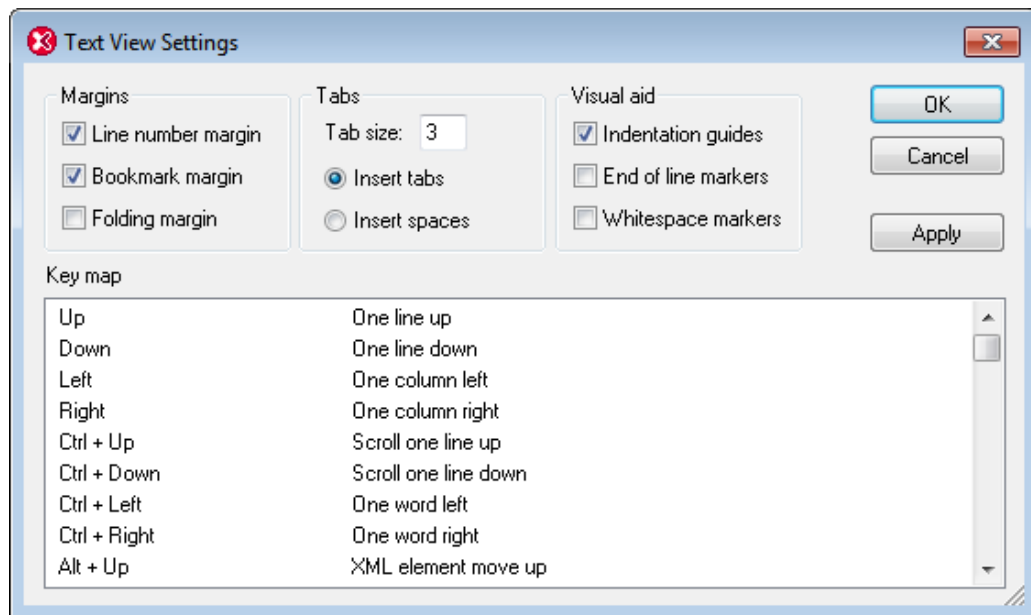 Text View Settings
Margins
Line number margin
Bookmark margin
Folding margin
Tabs
Tab size: 3
Insert tabs
Insert spaces
Visual aid
Indentation guides
End of line markers
Whitespace markers
OK
Cancel
Apply
Key map
Up One line up
Down One line down
Left One column left
Right One column right
Ctrl + Up Scroll one line up
Ctrl + Down Scroll one line down
Ctrl + Left One word left
Ctrl + Right One word right
Alt + Up XML element move up